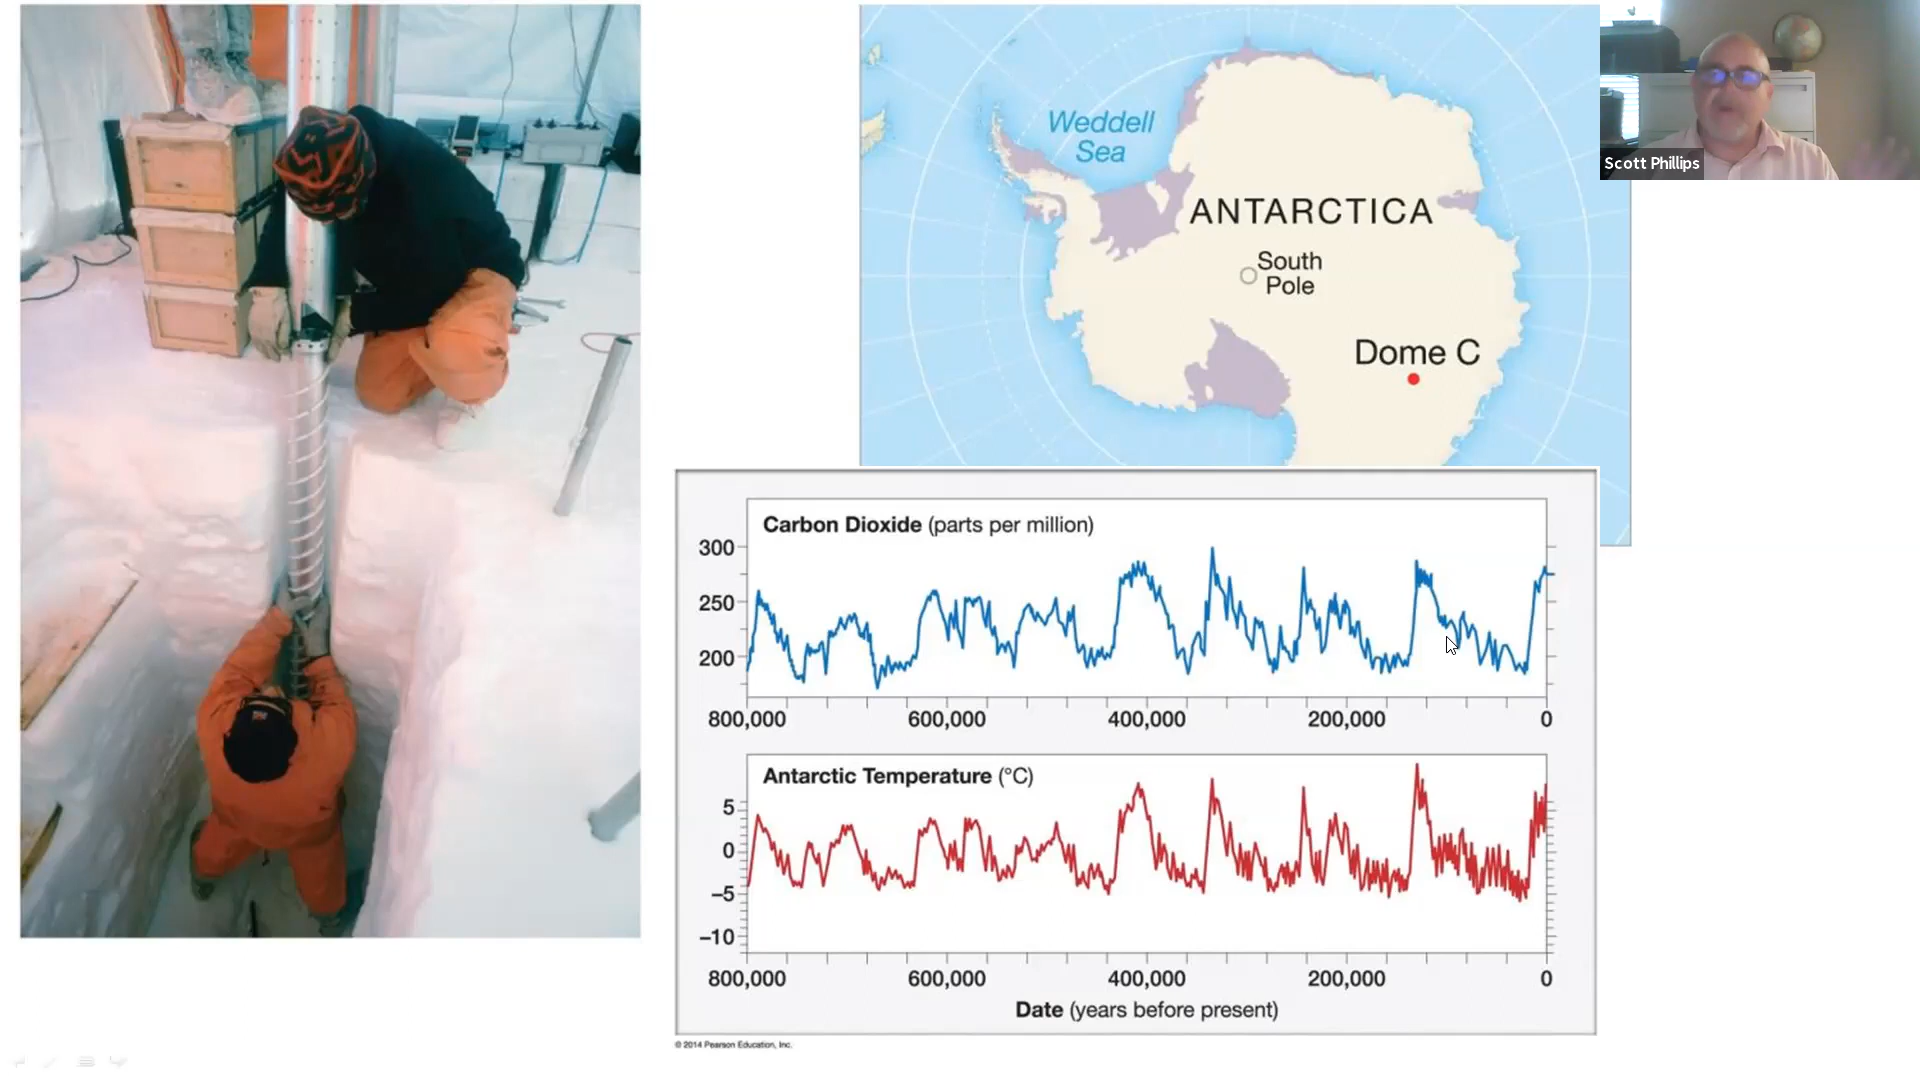 Weddell
Sea
ANTARCTICA
South
Pole
Dome C
Scott Phillips
Carbon Dioxide (parts per million)
300
250
200
800,000 600,000 400,000 200,000 0
Antarctic Temperature (°C)
5
0
–5
–10
800,000 600,000 400,000 200,000 0
Date (years before present)
© 2014 Pearson Education, Inc.